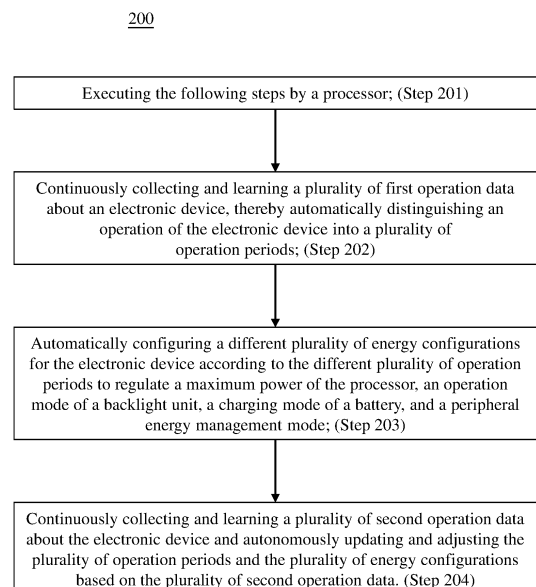 200
Executing the following steps by a processor; (Step 201)
Continuously collecting and learning a plurality of first operation data
about an electronic device, thereby automatically distinguishing an
operation of the electronic device into a plurality of
operation periods; (Step 202)
Automatically configuring a different plurality of energy configurations
for the electronic device according to the different plurality of operation
periods to regulate a maximum power of the processor, an operation
mode of a backlight unit, a charging mode of a battery, and a peripheral
energy management mode; (Step 203)
Continuously collecting and learning a plurality of second operation data
about the electronic device and autonomously updating and adjusting the
plurality of operation periods and the plurality of energy configurations
based on the plurality of second operation data. (Step 204)